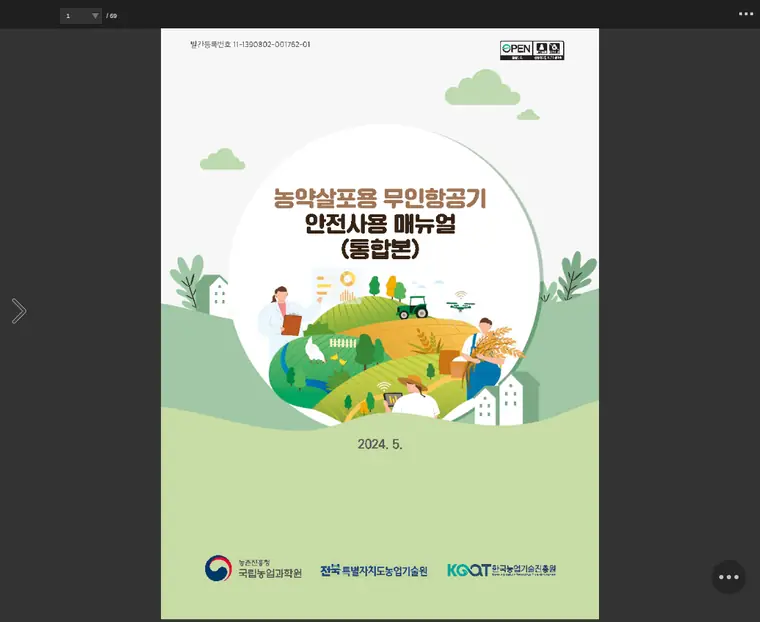 1
/ 69
발간등록번호 11-1390802-001762-01
OPEN
농약살포용 무인항공기
안전사용 매뉴얼
(통합본)
2024. 5.
농촌진흥청
국립농업과학원
전북특별자치도농업기술원
KOAT 한국농업기술진흥원